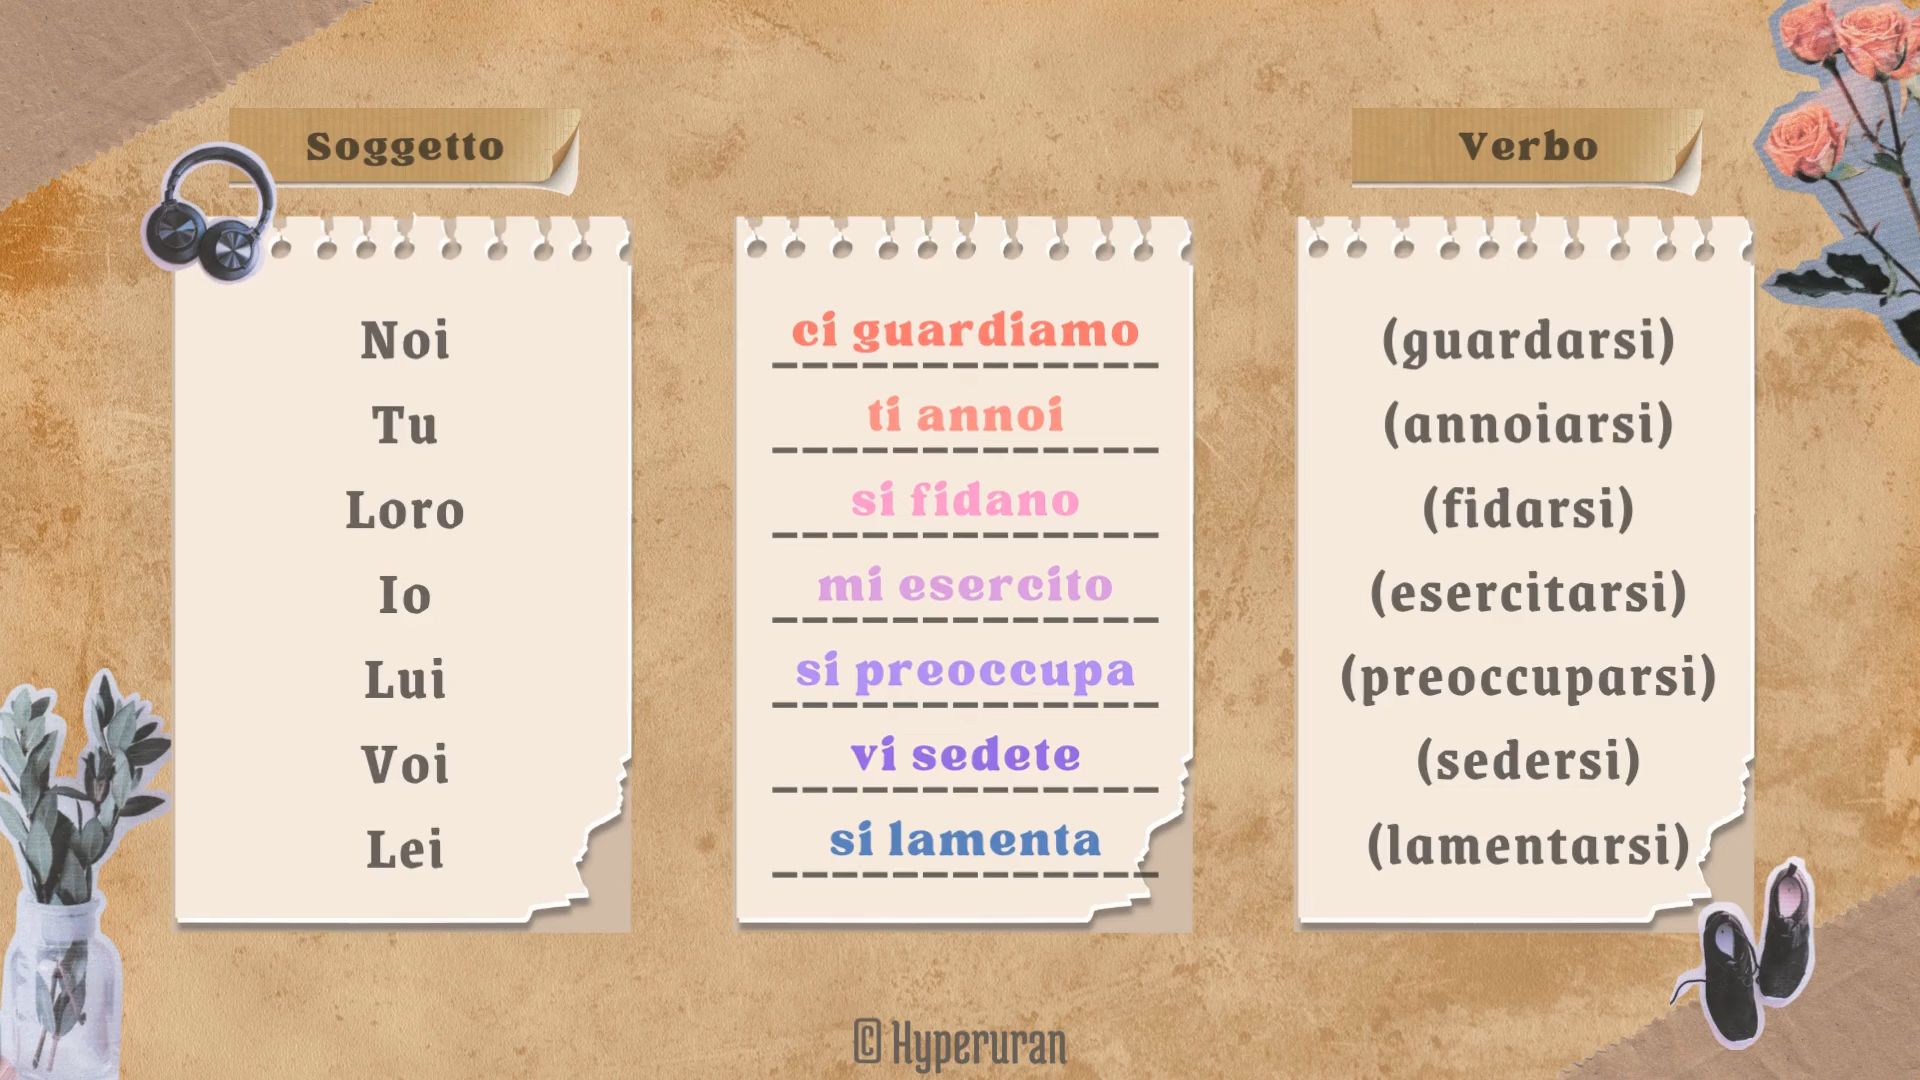 Soggetto
Verbo
Noi
ci guardiamo
(guardarsi)
Tu
ti annoi
(annoiarsi)
Loro
si fidano
(fidarsi)
Io
mi esercito
(esercitarsi)
Lui
si preoccupa
(preoccuparsi)
Voi
vi sedete
(sedersi)
Lei
si lamenta
(lamentarsi)
© Hyperuran